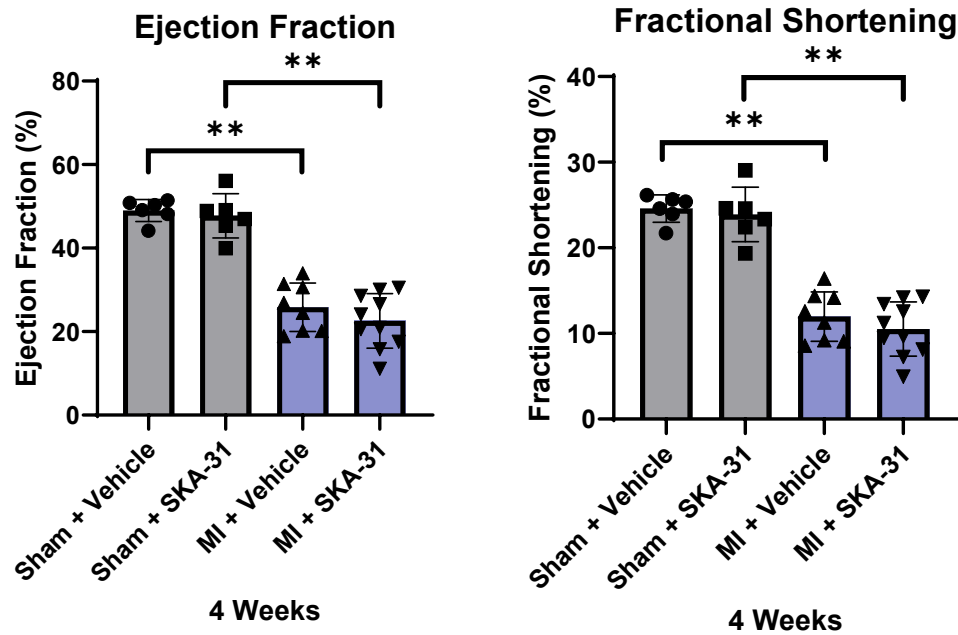 Ejection Fraction
Ejection Fraction (%)
80
60
40
20
0
**
**
Sham + Vehicle
Sham + SKA-31
MI + Vehicle
MI + SKA-31
4 Weeks
Fractional Shortening
Fractional Shortening (%)
40
30
20
10
0
**
**
Sham + Vehicle
Sham + SKA-31
MI + Vehicle
MI + SKA-31
4 Weeks